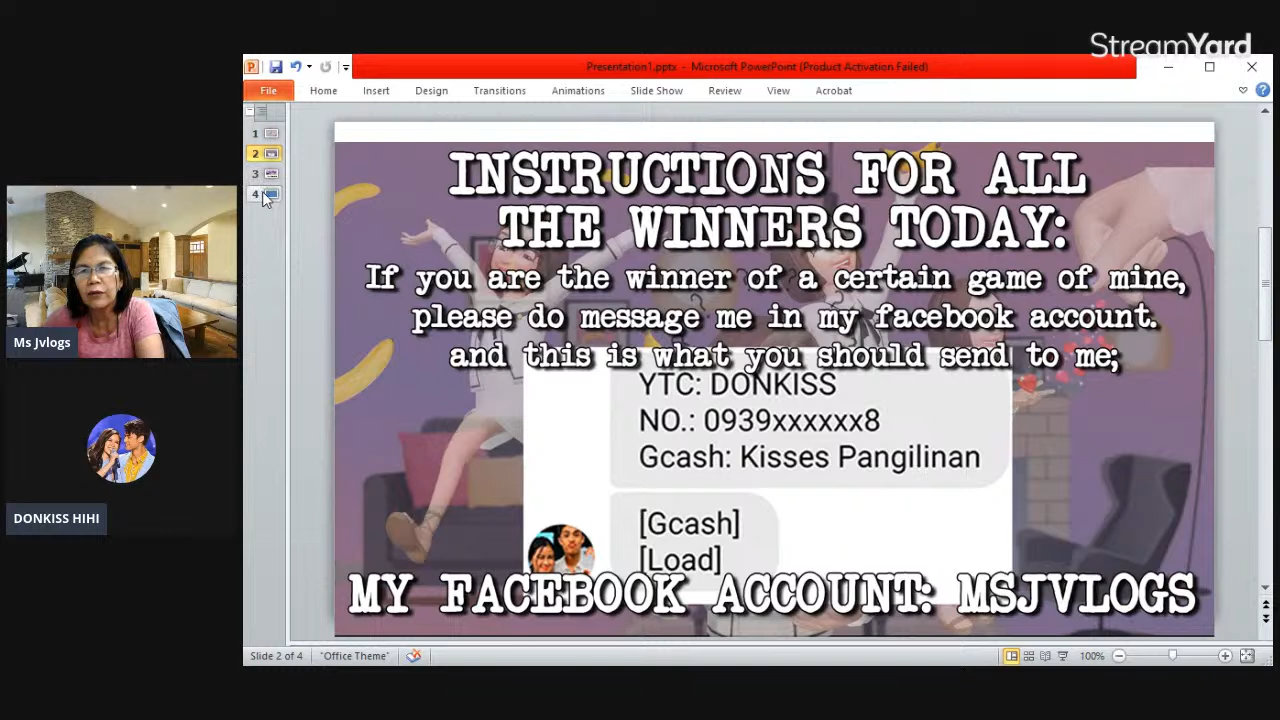 StreamYard
Presentation1.pptx - Microsoft PowerPoint (Product Activation Failed)
File Home Insert Design Transitions Animations Slide Show Review View Acrobat
1
2
3
4
INSTRUCTIONS FOR ALL
THE WINNERS TODAY:
If you are the winner of a certain game of mine,
please do message me in my facebook account.
and this is what you should send to me;
YTC: DONKISS
NO.: 0939xxxxxx8
Gcash: Kisses Pangilinan
[Gcash]
[Load]
MY FACEBOOK ACCOUNT: MSJVLOGS
Ms Jvlogs
DONKISS HIHI
Slide 2 of 4 "Office Theme" 100%